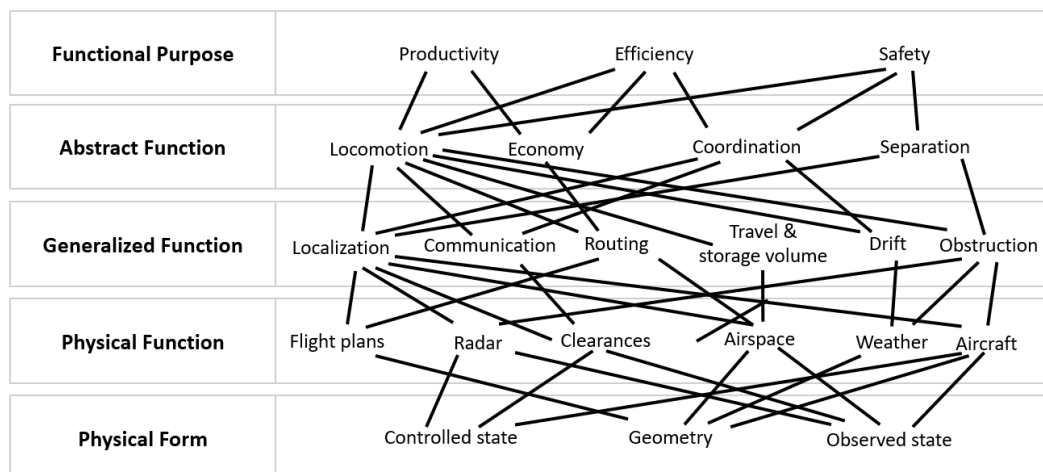 Functional Purpose
Productivity
Efficiency
Safety
Abstract Function
Locomotion
Economy
Coordination
Separation
Generalized Function
Localization
Communication
Routing
Travel &
storage volume
Drift
Obstruction
Physical Function
Flight plans
Radar
Clearances
Airspace
Weather
Aircraft
Physical Form
Controlled state
Geometry
Observed state